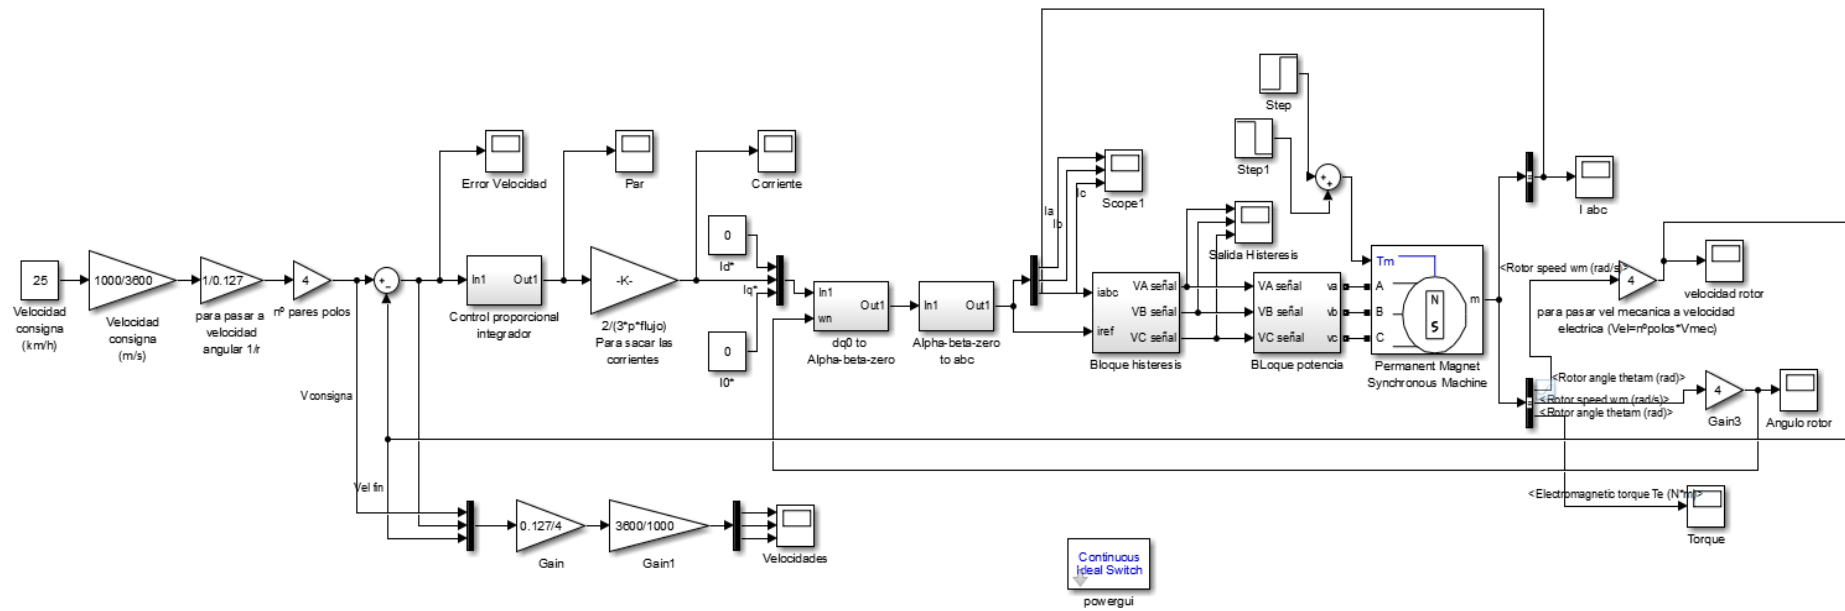 25
Velocidad
consigna
(km/h)
1000/3600
Velocidad
consigna
(m/s)
1/0.127
para pasar a
velocidad
angular 1/r
4
nº pares polos
Error Velocidad
In1
Out1
Control proporcional
integrador
Par
-K-
2/(3*p*flujo)
Para sacar las
corrientes
Corriente
0
Id*
Iq*
0
I0*
In1
wn
Out1
dq0 to
Alpha-beta-zero
In1
Out1
Alpha-beta-zero
to abc
Ia
Ib
Ic
Scope1
iabc
iref
VA señal
VB señal
VC señal
Bloque histeresis
Salida Histeresis
VA señal
VB señal
VC señal
va
vb
vc
BLoque potencia
Step
Step1
Tm
A
B
C
N
S
m
Permanent Magnet
Synchronous Machine
I abc
<Rotor speed wm (rad/s)>
4
para pasar vel mecanica a velocidad
electrica (Vel=nºpolos*Vmec)
velocidad rotor
<Rotor angle thetam (rad)>
<Rotor speed wm (rad/s)>
<Rotor angle thetam (rad)>
4
Gain3
Angulo rotor
<Electromagnetic torque Te (N*m)>
Torque
V consigna
Vel fin
0.127/4
Gain
3600/1000
Gain1
Velocidades
Continuous
Ideal Switch
powergui